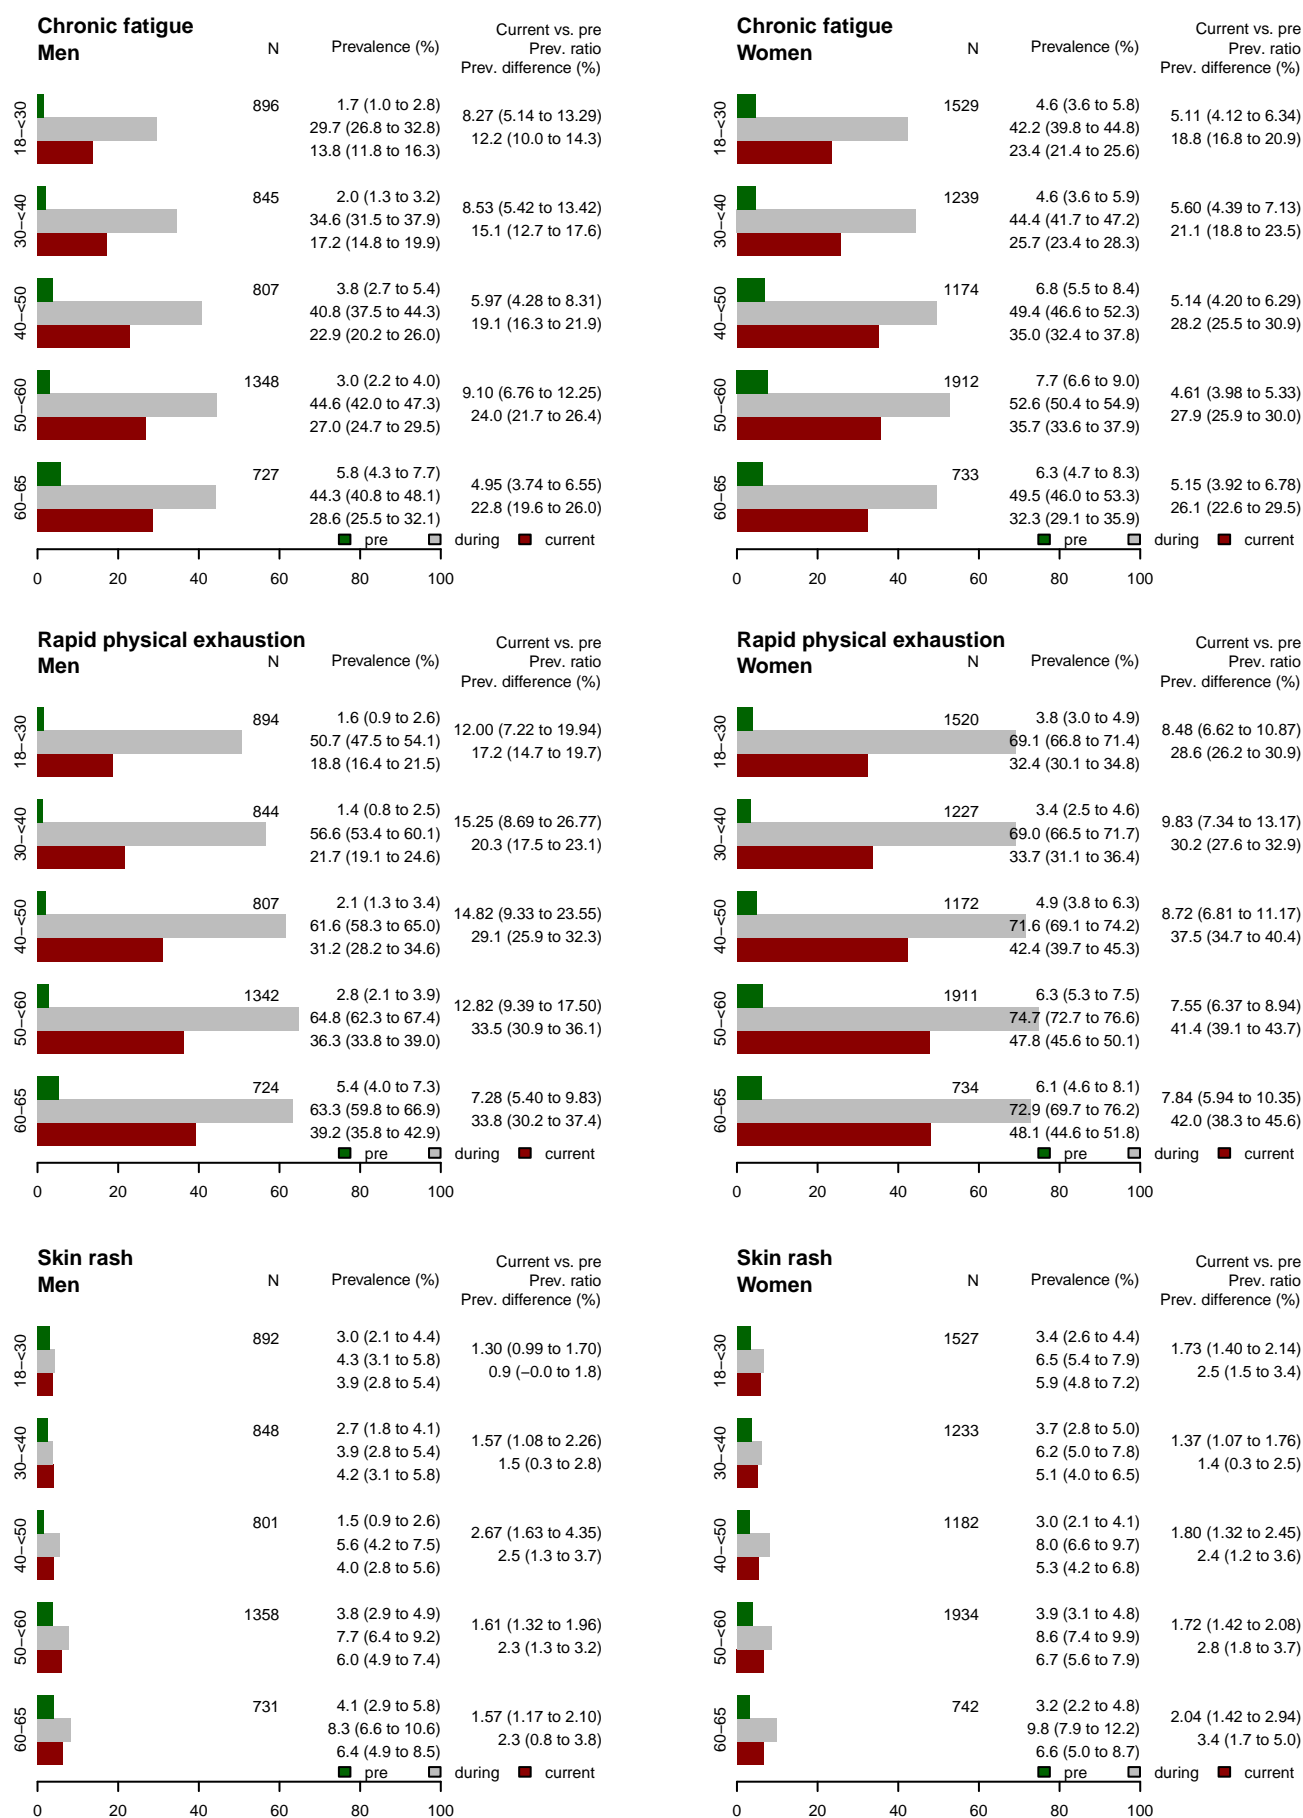 Chronic fatigue
Men
N
Prevalence (%)
Current vs. pre
Prev. ratio
Prev. difference (%)
18−<30
896
1.7 (1.0 to 2.8)
29.7 (26.8 to 32.8)
13.8 (11.8 to 16.3)
8.27 (5.14 to 13.29)
12.2 (10.0 to 14.3)
30−<40
845
2.0 (1.3 to 3.2)
34.6 (31.5 to 37.9)
17.2 (14.8 to 19.9)
8.53 (5.42 to 13.42)
15.1 (12.7 to 17.6)
40−<50
807
3.8 (2.7 to 5.4)
40.8 (37.5 to 44.3)
22.9 (20.2 to 26.0)
5.97 (4.28 to 8.31)
19.1 (16.3 to 21.9)
50−<60
1348
3.0 (2.2 to 4.0)
44.6 (42.0 to 47.3)
27.0 (24.7 to 29.5)
9.10 (6.76 to 12.25)
24.0 (21.7 to 26.4)
60−65
727
5.8 (4.3 to 7.7)
44.3 (40.8 to 48.1)
28.6 (25.5 to 32.1)
4.95 (3.74 to 6.55)
22.8 (19.6 to 26.0)
pre during current
0 20 40 60 80 100
Chronic fatigue
Women
N
Prevalence (%)
Current vs. pre
Prev. ratio
Prev. difference (%)
18−<30
1529
4.6 (3.6 to 5.8)
42.2 (39.8 to 44.8)
23.4 (21.4 to 25.6)
5.11 (4.12 to 6.34)
18.8 (16.8 to 20.9)
30−<40
1239
4.6 (3.6 to 5.9)
44.4 (41.7 to 47.2)
25.7 (23.4 to 28.3)
5.60 (4.39 to 7.13)
21.1 (18.8 to 23.5)
40−<50
1174
6.8 (5.5 to 8.4)
49.4 (46.6 to 52.3)
35.0 (32.4 to 37.8)
5.14 (4.20 to 6.29)
28.2 (25.5 to 30.9)
50−<60
1912
7.7 (6.6 to 9.0)
52.6 (50.4 to 54.9)
35.7 (33.6 to 37.9)
4.61 (3.98 to 5.33)
27.9 (25.9 to 30.0)
60−65
733
6.3 (4.7 to 8.3)
49.5 (46.0 to 53.3)
32.3 (29.1 to 35.9)
5.15 (3.92 to 6.78)
26.1 (22.6 to 29.5)
pre during current
0 20 40 60 80 100
Rapid physical exhaustion
Men
N
Prevalence (%)
Current vs. pre
Prev. ratio
Prev. difference (%)
18−<30
894
1.6 (0.9 to 2.6)
50.7 (47.5 to 54.1)
18.8 (16.4 to 21.5)
12.00 (7.22 to 19.94)
17.2 (14.7 to 19.7)
30−<40
844
1.4 (0.8 to 2.5)
56.6 (53.4 to 60.1)
21.7 (19.1 to 24.6)
15.25 (8.69 to 26.77)
20.3 (17.5 to 23.1)
40−<50
807
2.1 (1.3 to 3.4)
61.6 (58.3 to 65.0)
31.2 (28.2 to 34.6)
14.82 (9.33 to 23.55)
29.1 (25.9 to 32.3)
50−<60
1342
2.8 (2.1 to 3.9)
64.8 (62.3 to 67.4)
36.3 (33.8 to 39.0)
12.82 (9.39 to 17.50)
33.5 (30.9 to 36.1)
60−65
724
5.4 (4.0 to 7.3)
63.3 (59.8 to 66.9)
39.2 (35.8 to 42.9)
7.28 (5.40 to 9.83)
33.8 (30.2 to 37.4)
pre during current
0 20 40 60 80 100
Rapid physical exhaustion
Women
N
Prevalence (%)
Current vs. pre
Prev. ratio
Prev. difference (%)
18−<30
1520
3.8 (3.0 to 4.9)
69.1 (66.8 to 71.4)
32.4 (30.1 to 34.8)
8.48 (6.62 to 10.87)
28.6 (26.2 to 30.9)
30−<40
1227
3.4 (2.5 to 4.6)
69.0 (66.5 to 71.7)
33.7 (31.1 to 36.4)
9.83 (7.34 to 13.17)
30.2 (27.6 to 32.9)
40−<50
1172
4.9 (3.8 to 6.3)
71.6 (69.1 to 74.2)
42.4 (39.7 to 45.3)
8.72 (6.81 to 11.17)
37.5 (34.7 to 40.4)
50−<60
1911
6.3 (5.3 to 7.5)
74.7 (72.7 to 76.6)
47.8 (45.6 to 50.1)
7.55 (6.37 to 8.94)
41.4 (39.1 to 43.7)
60−65
734
6.1 (4.6 to 8.1)
72.9 (69.7 to 76.2)
48.1 (44.6 to 51.8)
7.84 (5.94 to 10.35)
42.0 (38.3 to 45.6)
pre during current
0 20 40 60 80 100
Skin rash
Men
N
Prevalence (%)
Current vs. pre
Prev. ratio
Prev. difference (%)
18−<30
892
3.0 (2.1 to 4.4)
4.3 (3.1 to 5.8)
3.9 (2.8 to 5.4)
1.30 (0.99 to 1.70)
0.9 (−0.0 to 1.8)
30−<40
848
2.7 (1.8 to 4.1)
3.9 (2.8 to 5.4)
4.2 (3.1 to 5.8)
1.57 (1.08 to 2.26)
1.5 (0.3 to 2.8)
40−<50
801
1.5 (0.9 to 2.6)
5.6 (4.2 to 7.5)
4.0 (2.8 to 5.6)
2.67 (1.63 to 4.35)
2.5 (1.3 to 3.7)
50−<60
1358
3.8 (2.9 to 4.9)
7.7 (6.4 to 9.2)
6.0 (4.9 to 7.4)
1.61 (1.32 to 1.96)
2.3 (1.3 to 3.2)
60−65
731
4.1 (2.9 to 5.8)
8.3 (6.6 to 10.6)
6.4 (4.9 to 8.5)
1.57 (1.17 to 2.10)
2.3 (0.8 to 3.8)
pre during current
0 20 40 60 80 100
Skin rash
Women
N
Prevalence (%)
Current vs. pre
Prev. ratio
Prev. difference (%)
18−<30
1527
3.4 (2.6 to 4.4)
6.5 (5.4 to 7.9)
5.9 (4.8 to 7.2)
1.73 (1.40 to 2.14)
2.5 (1.5 to 3.4)
30−<40
1233
3.7 (2.8 to 5.0)
6.2 (5.0 to 7.8)
5.1 (4.0 to 6.5)
1.37 (1.07 to 1.76)
1.4 (0.3 to 2.5)
40−<50
1182
3.0 (2.1 to 4.1)
8.0 (6.6 to 9.7)
5.3 (4.2 to 6.8)
1.80 (1.32 to 2.45)
2.4 (1.2 to 3.6)
50−<60
1934
3.9 (3.1 to 4.8)
8.6 (7.4 to 9.9)
6.7 (5.6 to 7.9)
1.72 (1.42 to 2.08)
2.8 (1.8 to 3.7)
60−65
742
3.2 (2.2 to 4.8)
9.8 (7.9 to 12.2)
6.6 (5.0 to 8.7)
2.04 (1.42 to 2.94)
3.4 (1.7 to 5.0)
pre during current
0 20 40 60 80 100